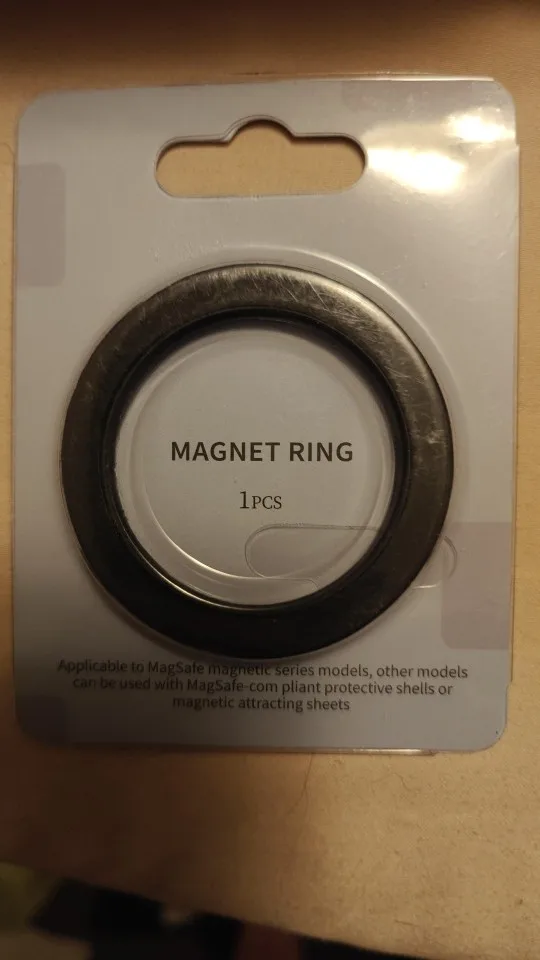 MAGNET RING
1PCS
Applicable to MagSafe magnetic series models, other models
can be used with MagSafe-com pliant protective shells or
magnetic attracting sheets